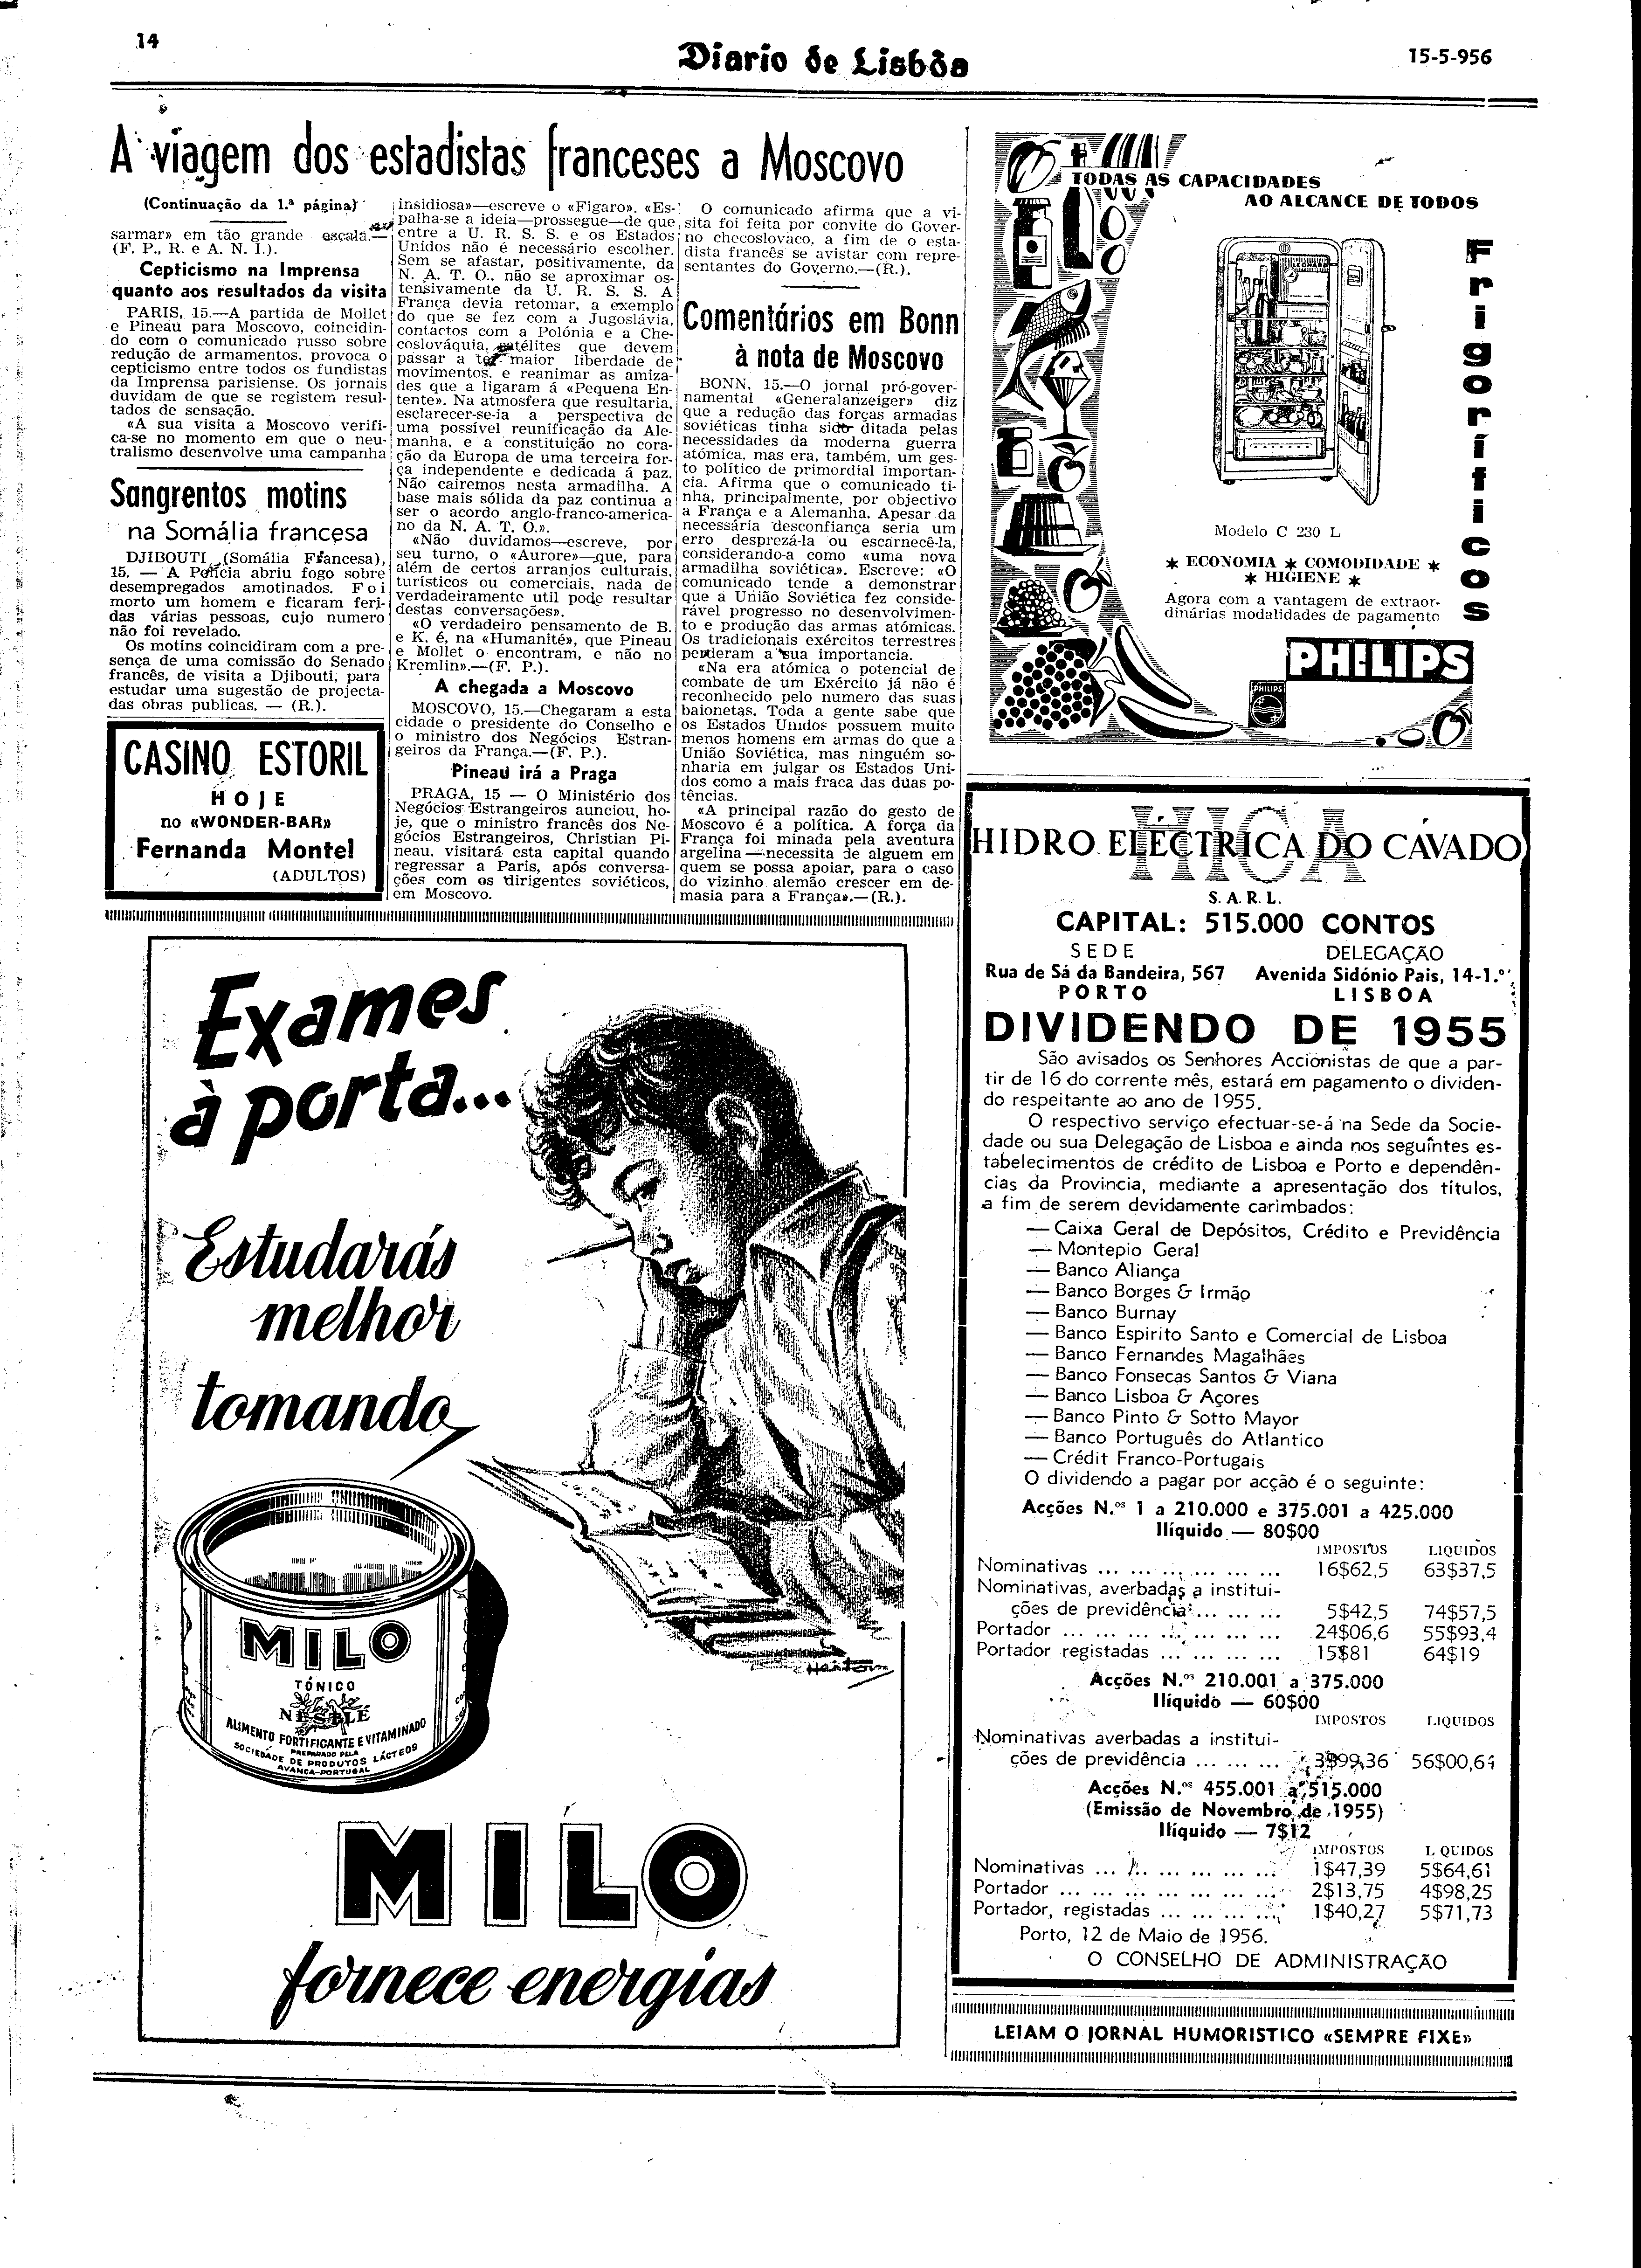 14
Diario de Lisbôa
15-5-956
A viagem dos estadistas franceses a Moscovo
(Continuação da 1.ª página)
sarmar» em tão grande escala.—
(F. P., R. e A. N. I.).
Cepticismo na Imprensa
quanto aos resultados da visita
PARIS, 15.—A partida de Mollet
e Pineau para Moscovo, coincidin-
do com o comunicado russo sobre
redução de armamentos, provoca o
cepticismo entre todos os fundistas
da Imprensa parisiense. Os jornais
duvidam de que se registem resul-
tados de sensação.
«A sua visita a Moscovo verifi-
ca-se no momento em que o neu-
tralismo desenvolve uma campanha
insidiosa»—escreve o «Figaro». «Es-
palha-se a ideia—prossegue—de que
entre a U. R. S. S. e os Estados
Unidos não é necessário escolher.
Sem se afastar, positivamente, da
N. A. T. O., não se aproximar os-
tensivamente da U. R. S. S. A
França devia retomar, a exemplo
do que se fez com a Jugoslávia,
contactos com a Polónia e a Che-
coslováquia, satélites que devem
passar a ter maior liberdade de
movimentos, e reanimar as amiza-
des que a ligaram á «Pequena En-
tente». Na atmosfera que resultaria,
esclarecer-se-ia a perspectiva de
uma possível reunificação da Ale-
manha, e a constituição no cora-
ção da Europa de uma terceira for-
ça independente e dedicada á paz.
Não cairemos nesta armadilha. A
base mais sólida da paz continua a
ser o acordo anglo-franco-america-
no da N. A. T. O.».
«Não duvidamos—escreve, por
seu turno, o «Aurore»—que, para
além de certos arranjos culturais,
turísticos ou comerciais, nada de
verdadeiramente util pode resultar
destas conversações».
«O verdadeiro pensamento de B.
e K. é, na «Humanité», que Pineau
e Mollet o encontram, e não no
Kremlin».—(F. P.).
A chegada a Moscovo
MOSCOVO, 15.—Chegaram a esta
cidade o presidente do Conselho e
o ministro dos Negócios Estran-
geiros da França.—(F. P.).
Pineau irá a Praga
PRAGA, 15 — O Ministério dos
Negócios Estrangeiros aunciou, ho-
je, que o ministro francês dos Ne-
gócios Estrangeiros, Christian Pi-
neau, visitará esta capital quando
regressar a Paris, após conversa-
ções com os dirigentes soviéticos,
em Moscovo.
O comunicado afirma que a vi-
sita foi feita por convite do Gover-
no checoslovaco, a fim de o esta-
dista francês se avistar com repre-
sentantes do Governo.—(R.).
Comentários em Bonn
à nota de Moscovo
BONN, 15.—O jornal pró-gover-
namental «Generalanzeiger» diz
que a redução das forças armadas
soviéticas tinha sido ditada pelas
necessidades da moderna guerra
atómica, mas era, também, um ges-
to político de primordial importan-
cia. Afirma que o comunicado ti-
nha, principalmente, por objectivo
a França e a Alemanha. Apesar da
necessária desconfiança seria um
erro desprezá-la ou escarnecê-la,
considerando-a como «uma nova
armadilha soviética». Escreve: «O
comunicado tende a demonstrar
que a União Soviética fez conside-
rável progresso no desenvolvimen-
to e produção das armas atómicas.
Os tradicionais exércitos terrestres
perderam a sua importancia.
«Na era atómica o potencial de
combate de um Exército já não é
reconhecido pelo numero das suas
baionetas. Toda a gente sabe que
os Estados Unidos possuem muito
menos homens em armas do que a
União Soviética, mas ninguém so-
nharia em julgar os Estados Uni-
dos como a mais fraca das duas po-
tências.
«A principal razão do gesto de
Moscovo é a política. A força da
França foi minada pela aventura
argelina — necessita de alguem em
quem se possa apoiar, para o caso
do vizinho alemão crescer em de-
masia para a França».—(R.).
Sangrentos motins
na Somália francesa
DJIBOUTI (Somália Francesa),
15. — A Polícia abriu fogo sobre
desempregados amotinados. Foi
morto um homem e ficaram feri-
das várias pessoas, cujo numero
não foi revelado.
Os motins coincidiram com a pre-
sença de uma comissão do Senado
francês, de visita a Djibouti, para
estudar uma sugestão de projecta-
das obras publicas. — (R.).
CASINO ESTORIL
HOJE
no «WONDER-BAR»
Fernanda Montel
(ADULTOS)
TODAS AS CAPACIDADES
AO ALCANCE DE TODOS
LEONARD
Frigoríficos
Modelo C 230 L
* ECONOMIA * COMODIDADE *
* HIGIENE *
Agora com a vantagem de extraor-
dinárias modalidades de pagamento
PHILIPS
PHILIPS
Exames
à porta...
Estudarás
melhor
tomando
MILO
TÓNICO
NESTLÉ
ALIMENTO FORTIFICANTE E VITAMINADO
PREPARADO PELA
SOCIEDADE DE PRODUTOS LÁCTEOS
AVANCA-PORTUGAL
MILO
fornece energias
HICA
HIDRO ELÉCTRICA DO CÁVADO
S. A. R. L.
CAPITAL: 515.000 CONTOS
SEDE DELEGAÇÃO
Rua de Sá da Bandeira, 567 Avenida Sidónio Pais, 14-1.º
PORTO LISBOA
DIVIDENDO DE 1955
São avisados os Senhores Accionistas de que a par-
tir de 16 do corrente mês, estará em pagamento o dividen-
do respeitante ao ano de 1955.
O respectivo serviço efectuar-se-á na Sede da Socie-
dade ou sua Delegação de Lisboa e ainda nos seguintes es-
tabelecimentos de crédito de Lisboa e Porto e dependên-
cias da Provincia, mediante a apresentação dos títulos,
a fim de serem devidamente carimbados:
— Caixa Geral de Depósitos, Crédito e Previdência
— Montepio Geral
— Banco Aliança
— Banco Borges & Irmão
— Banco Burnay
— Banco Espirito Santo e Comercial de Lisboa
— Banco Fernandes Magalhães
— Banco Fonsecas Santos & Viana
— Banco Lisboa & Açores
— Banco Pinto & Sotto Mayor
— Banco Português do Atlantico
— Crédit Franco-Portugais
O dividendo a pagar por acção é o seguinte:
Acções N.os 1 a 210.000 e 375.001 a 425.000
Ilíquido — 80$00
IMPOSTOS LIQUIDOS
Nominativas ... ... ... ... ... ... 16$62,5 63$37,5
Nominativas, averbadas a institui-
ções de previdência ... ... ... 5$42,5 74$57,5
Portador ... ... ... ... ... ... ... 24$06,6 55$93,4
Portador registadas ... ... ... ... 15$81 64$19
Acções N.os 210.001 a 375.000
Ilíquido — 60$00
IMPOSTOS LIQUIDOS
Nominativas averbadas a institui-
ções de previdência ... ... ... 3$99,36 56$00,64
Acções N.os 455.001 a 515.000
(Emissão de Novembro de 1955)
Ilíquido — 7$12
IMPOSTOS L QUIDOS
Nominativas ... ... ... ... ... ... 1$47,39 5$64,61
Portador ... ... ... ... ... ... ... 2$13,75 4$98,25
Portador, registadas ... ... ... ... 1$40,27 5$71,73
Porto, 12 de Maio de 1956.
O CONSELHO DE ADMINISTRAÇÃO
LEIAM O JORNAL HUMORISTICO «SEMPRE FIXE»